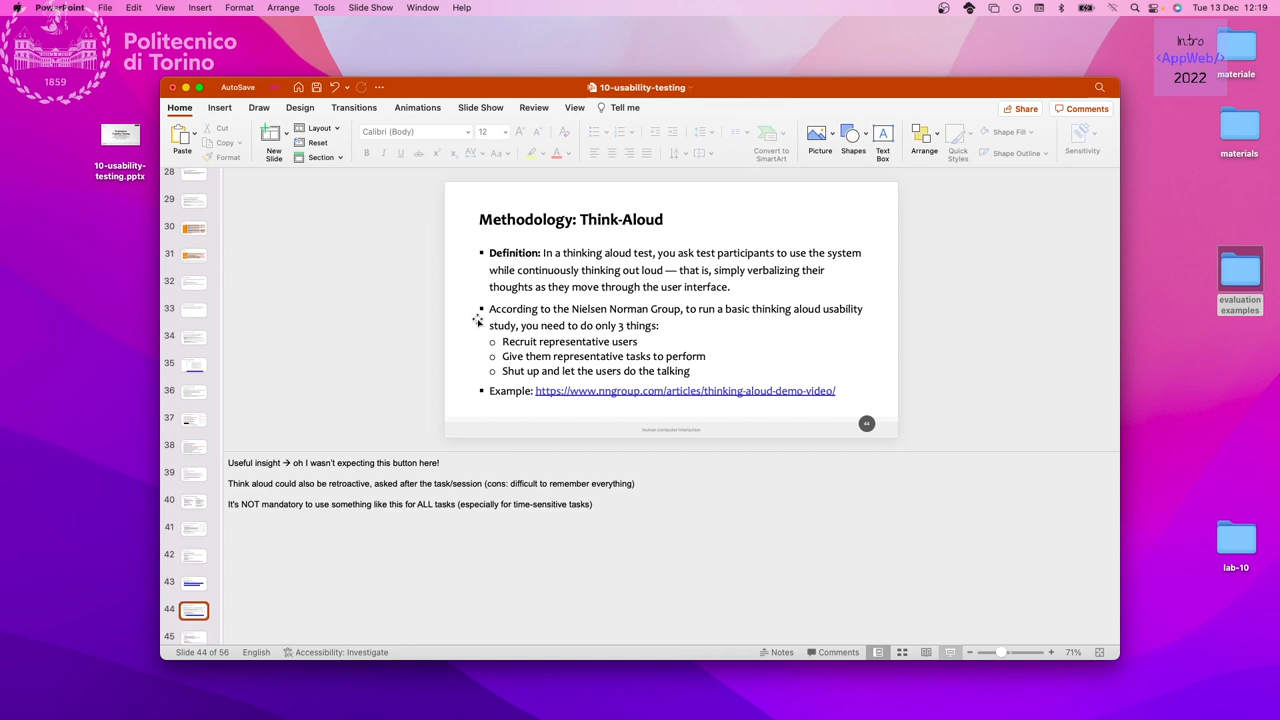 PowerPoint File Edit View Insert Format Arrange Tools Slide Show Window Help Tue 13 Dec 12:19
Politecnico
di Torino
1859
Intro
<AppWeb/>
2022
materiale
materials
evaluation
examples
lab-10
10-usability-
testing.pptx
AutoSave 10-usability-testing
Home Insert Draw Design Transitions Animations Slide Show Review View Tell me Share Comments
Paste Cut Copy Format New Slide Layout Reset Section Calibri (Body) 12 Convert to SmartArt Picture Shapes Text Box Arrange Quick Styles Shape Fill Shape Outline Sensitivity
28
29
30
31
32
33
34
35
36
37
38
39
40
41
42
43
44
45
Methodology: Think-Aloud
▪ Definition: In a thinking aloud test, you ask test participants to use the system
while continuously thinking out loud — that is, simply verbalizing their
thoughts as they move through the user interface.
▪ According to the Nielsen Norman Group, to run a basic thinking aloud usability
study, you need to do only 3 things:
o Recruit representative users
o Give them representative tasks to perform
o Shut up and let the users do the talking
▪ Example: https://www.nngroup.com/articles/thinking-aloud-demo-video/
Human Computer Interaction
44
Useful insight → oh I wasn't expecting this button here!
Think aloud could also be retroactive, asked after the task/session (cons: difficult to remember everything)
It's NOT mandatory to use something like this for ALL tasks (especially for time-sensitive tasks)
Slide 44 of 56 English Accessibility: Investigate Notes Comments 71%